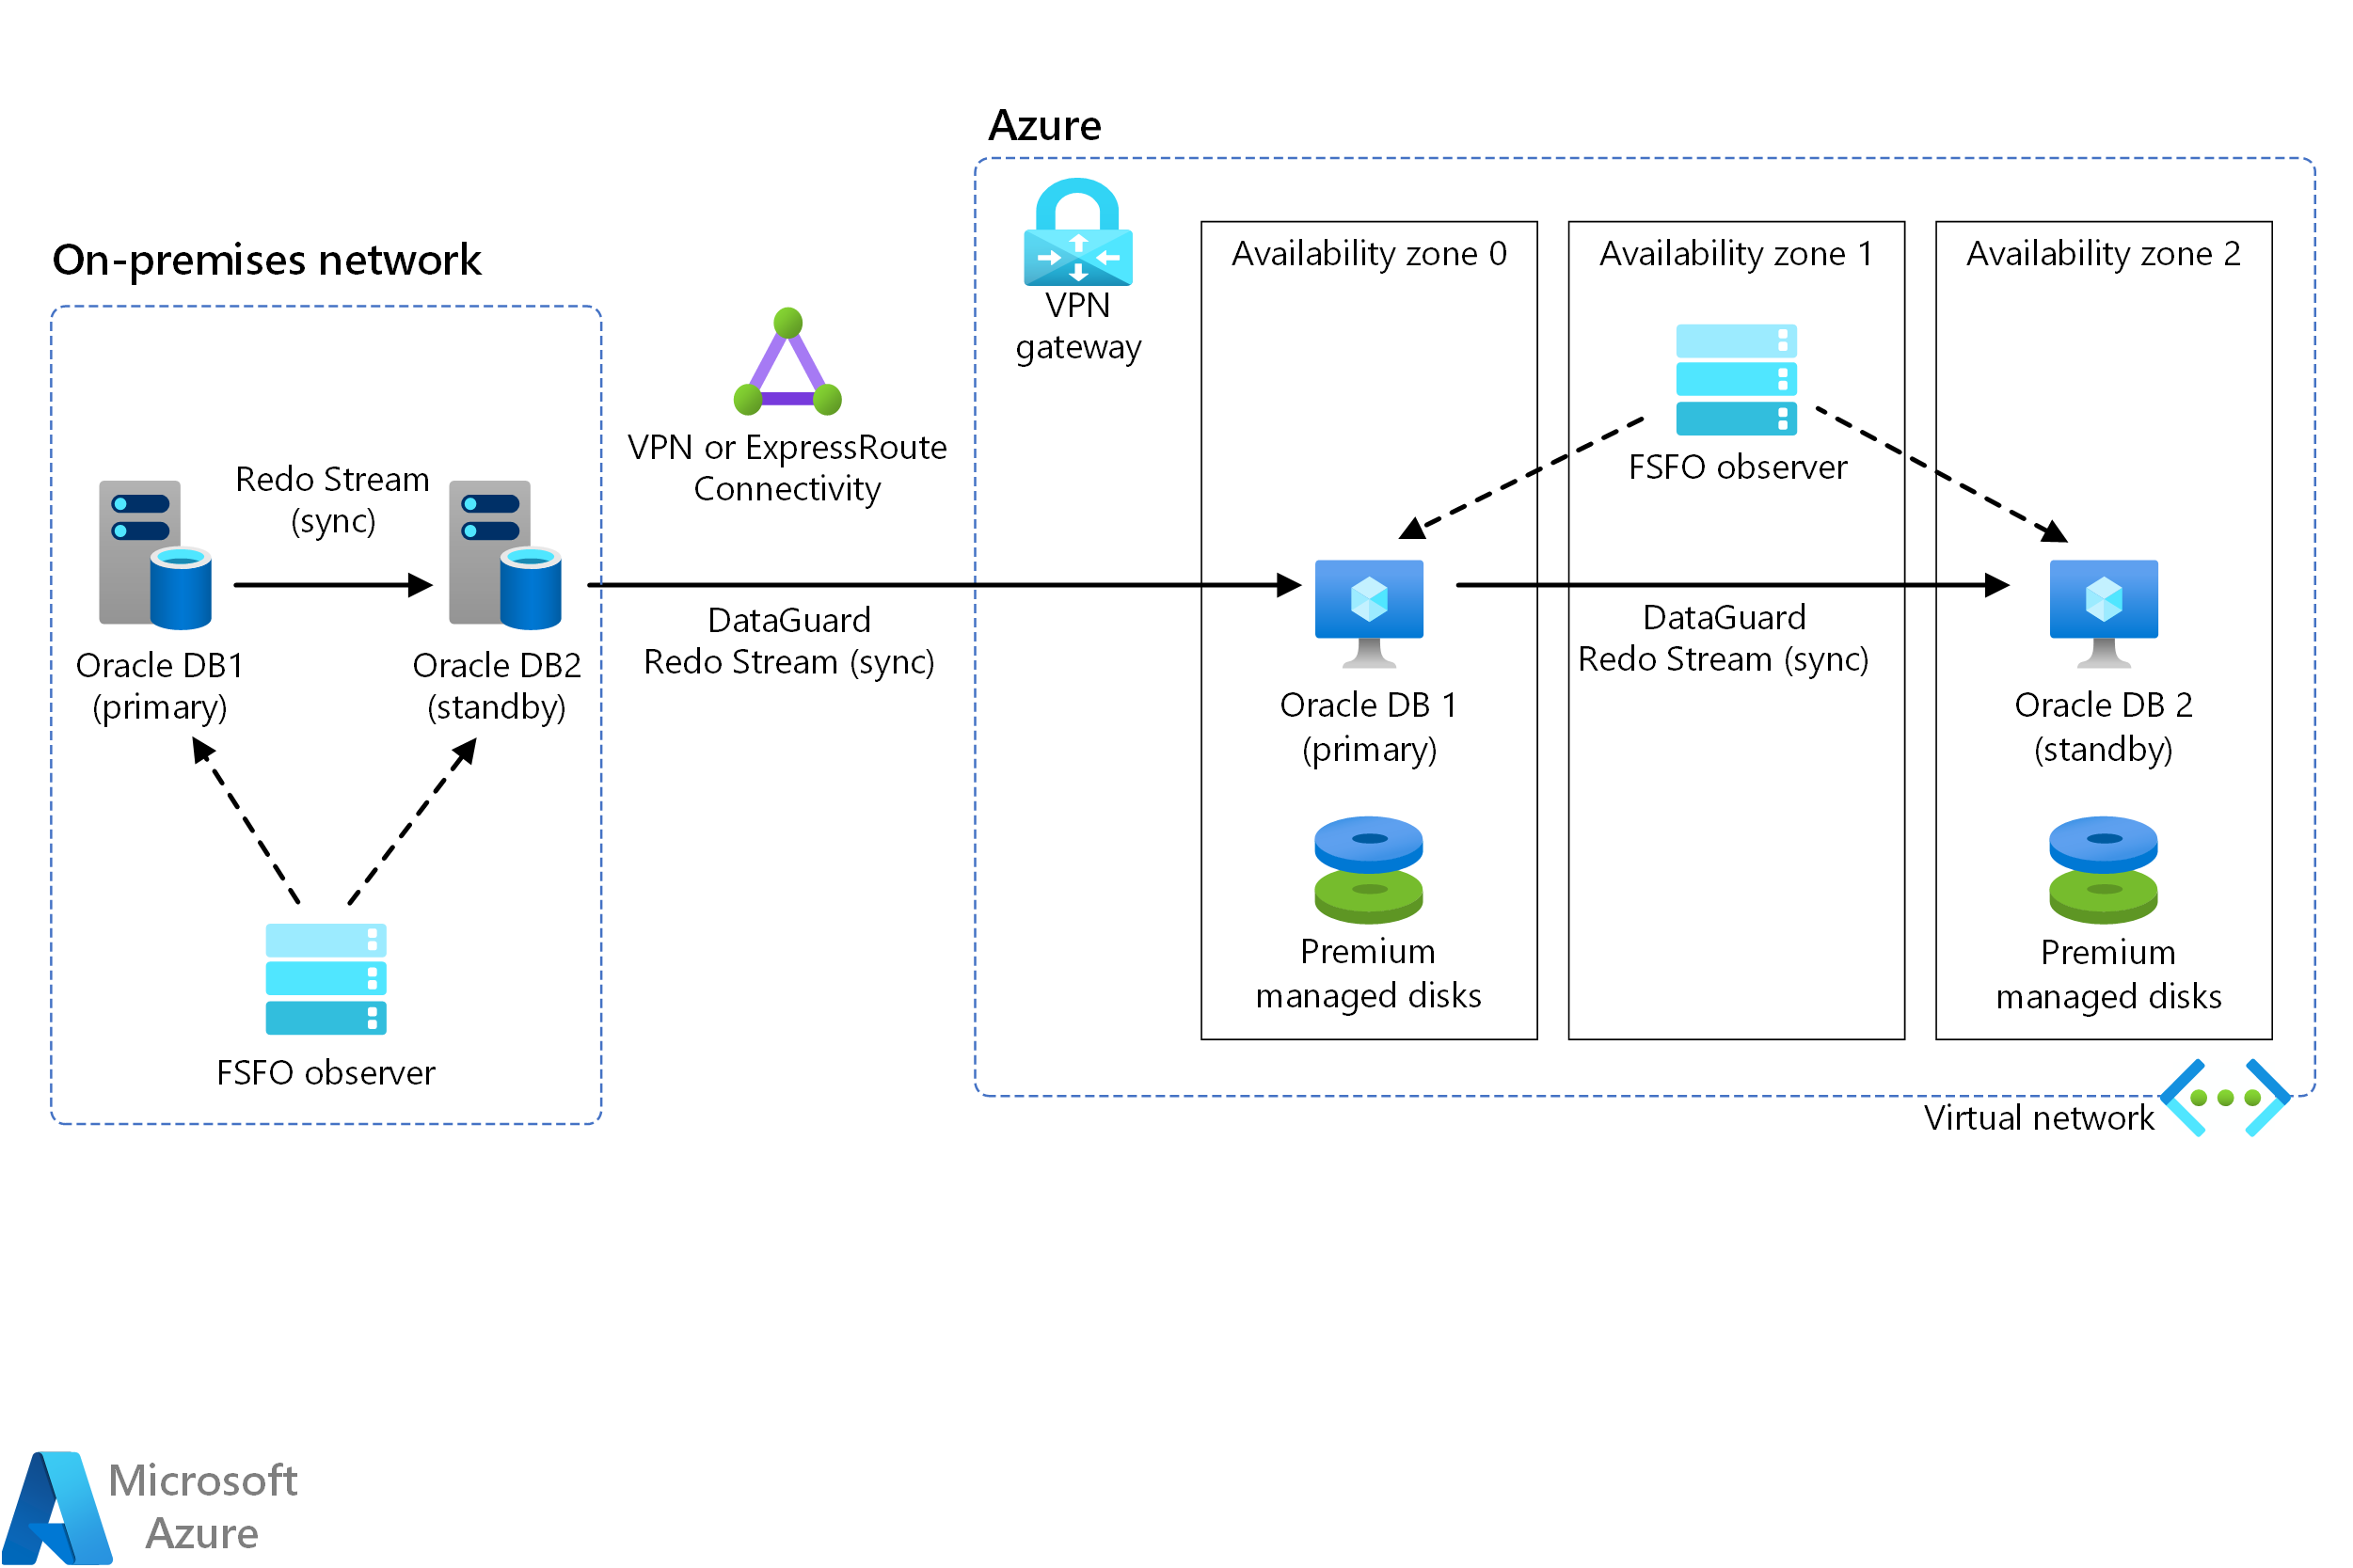 Azure
On-premises network
VPN
gateway
Availability zone 0
Availability zone 1
Availability zone 2
VPN or ExpressRoute
Connectivity
FSFO observer
Redo Stream
(sync)
Oracle DB1
(primary)
Oracle DB2
(standby)
DataGuard
Redo Stream (sync)
DataGuard
Redo Stream (sync)
Oracle DB 1
(primary)
Oracle DB 2
(standby)
Premium
managed disks
Premium
managed disks
FSFO observer
Virtual network
Microsoft
Azure